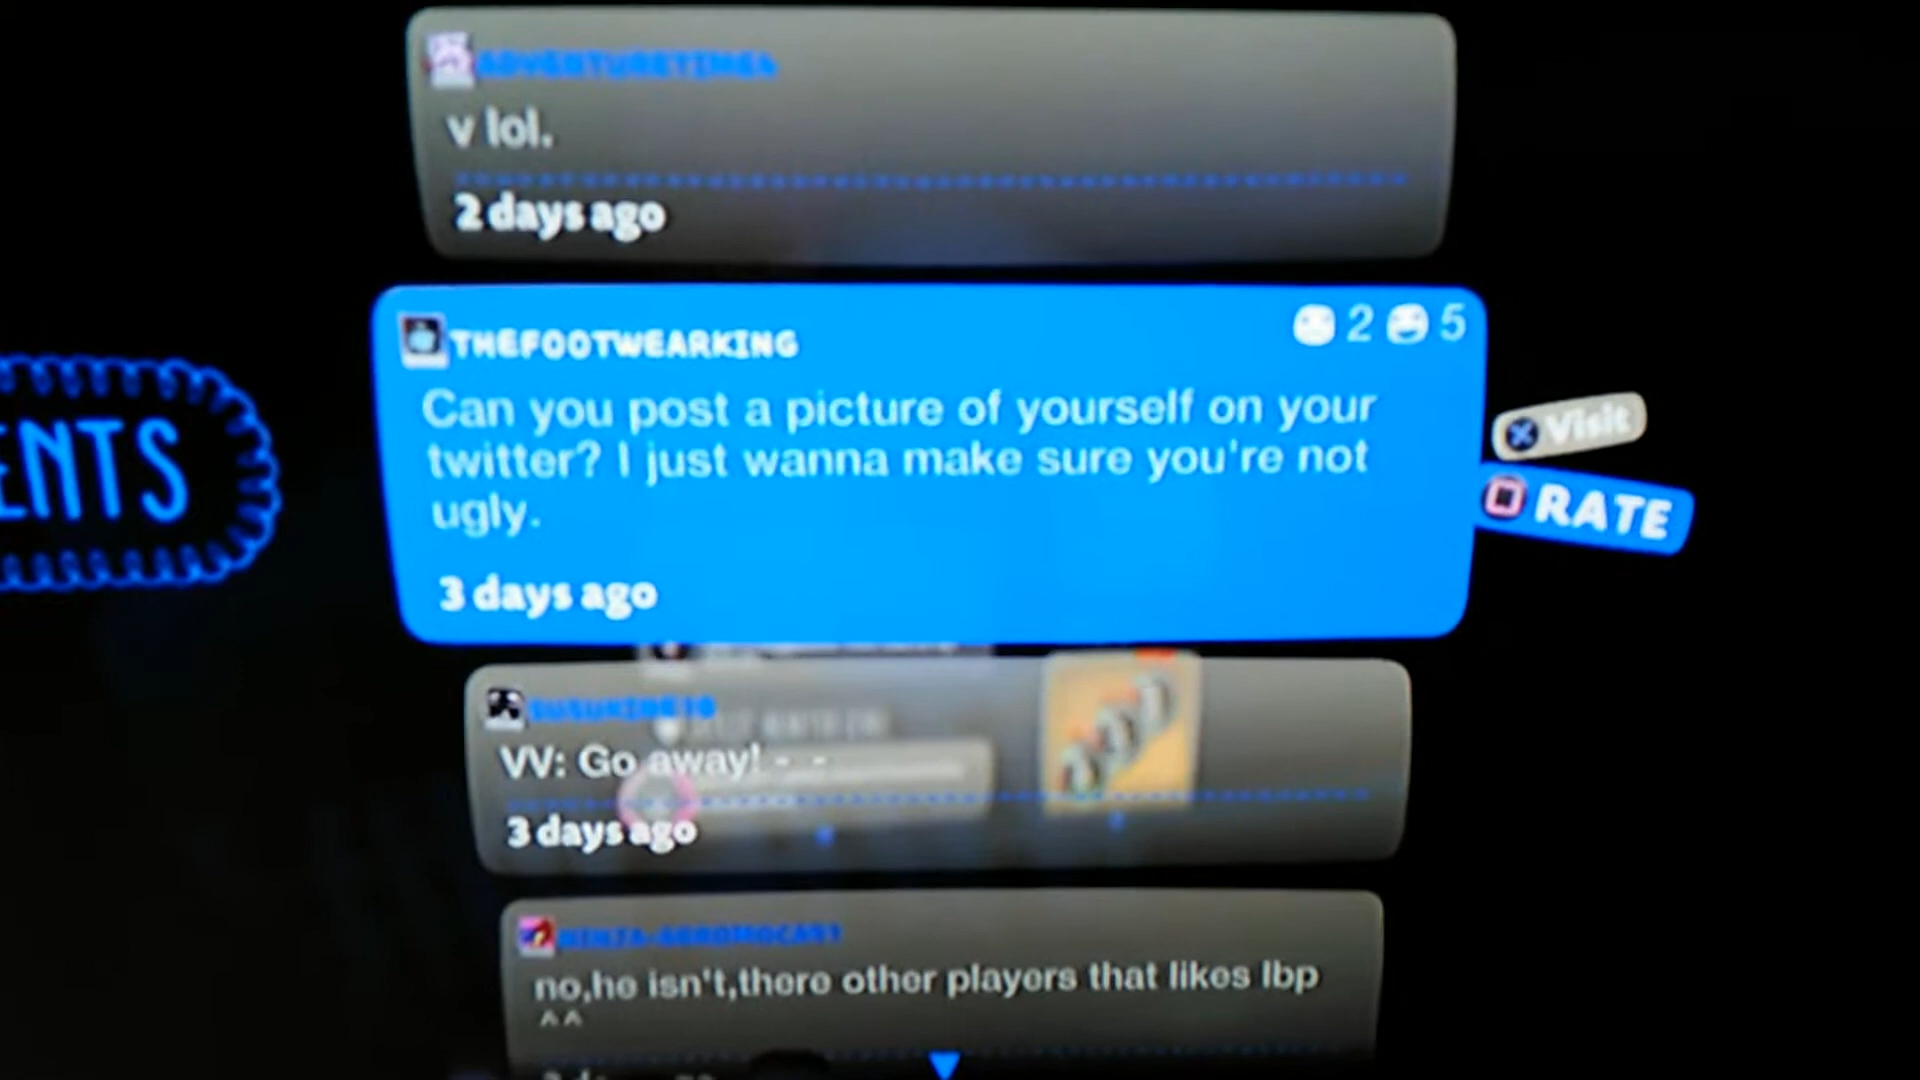 ENTS
ADVENTURETIME4
v lol.
2 days ago
THEFOOTWEARKING
2 5
Can you post a picture of yourself on your
twitter? I just wanna make sure you're not
ugly.
3 days ago
Visit
RATE
VV: Go away! -_-
3 days ago
no,he isn't,there other players that likes lbp
^^